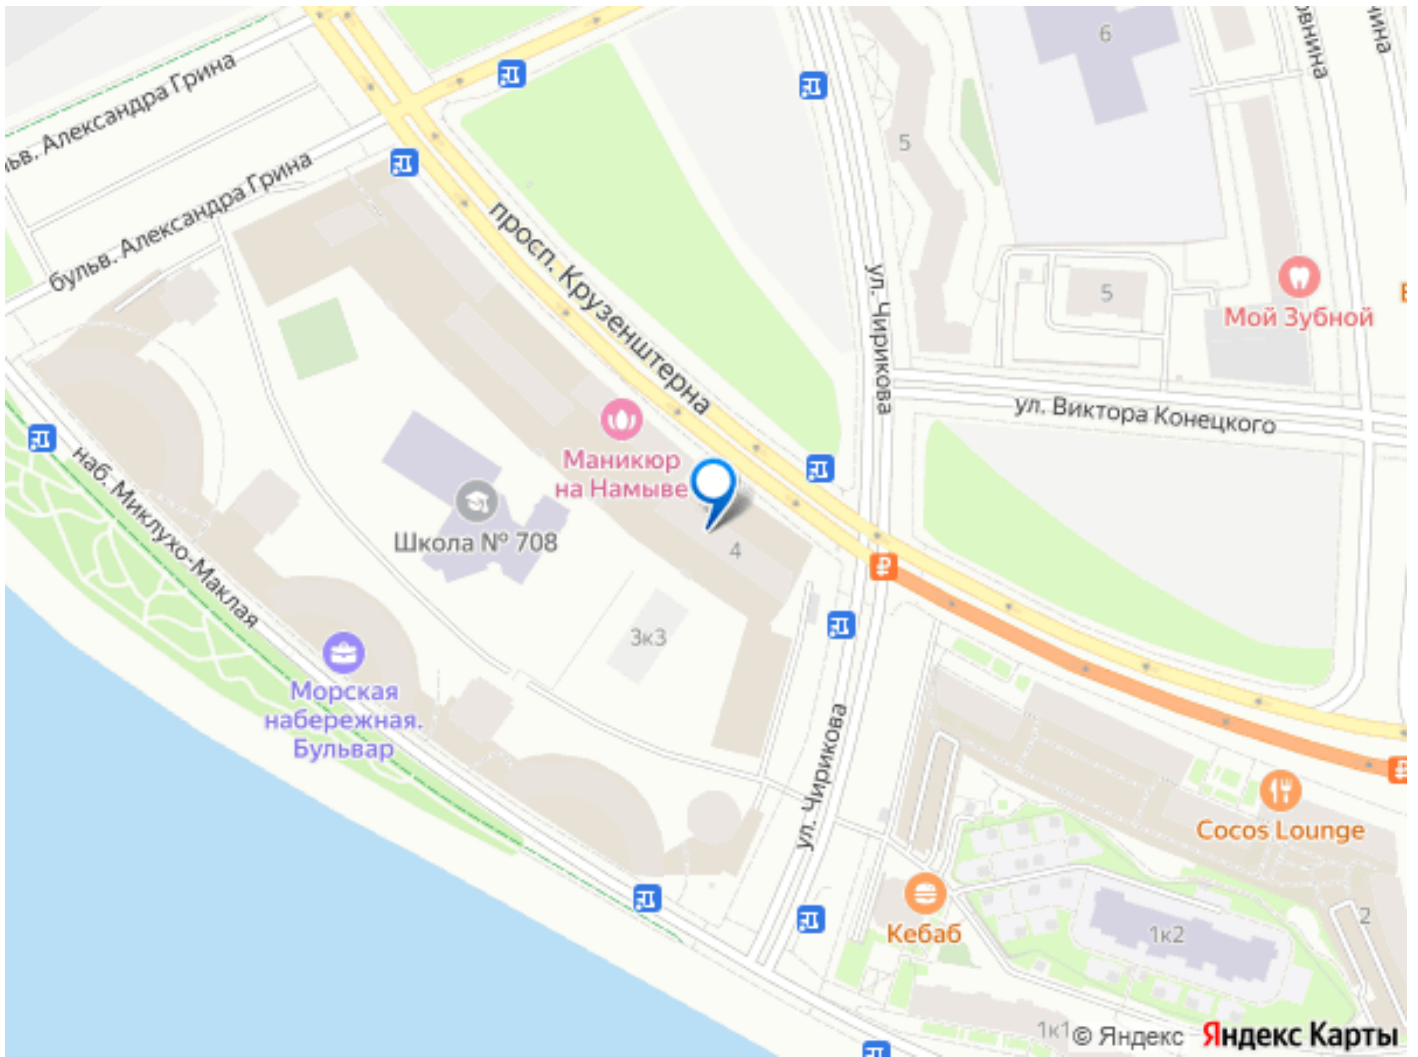 6
бульв. Александра Грина
бульв. Александра Грина
5
просп. Крузенштерна
ул. Чирикова
5
Мой Зубной
ул. Виктора Конецкого
Маникюр
на Намыве
наб. Миклухо-Маклая
Школа № 708
4
3к3
Морская
набережная.
Бульвар
ул. Чирикова
Cocos Lounge
Кебаб
1к2
2
1к1
© Яндекс Яндекс Карты